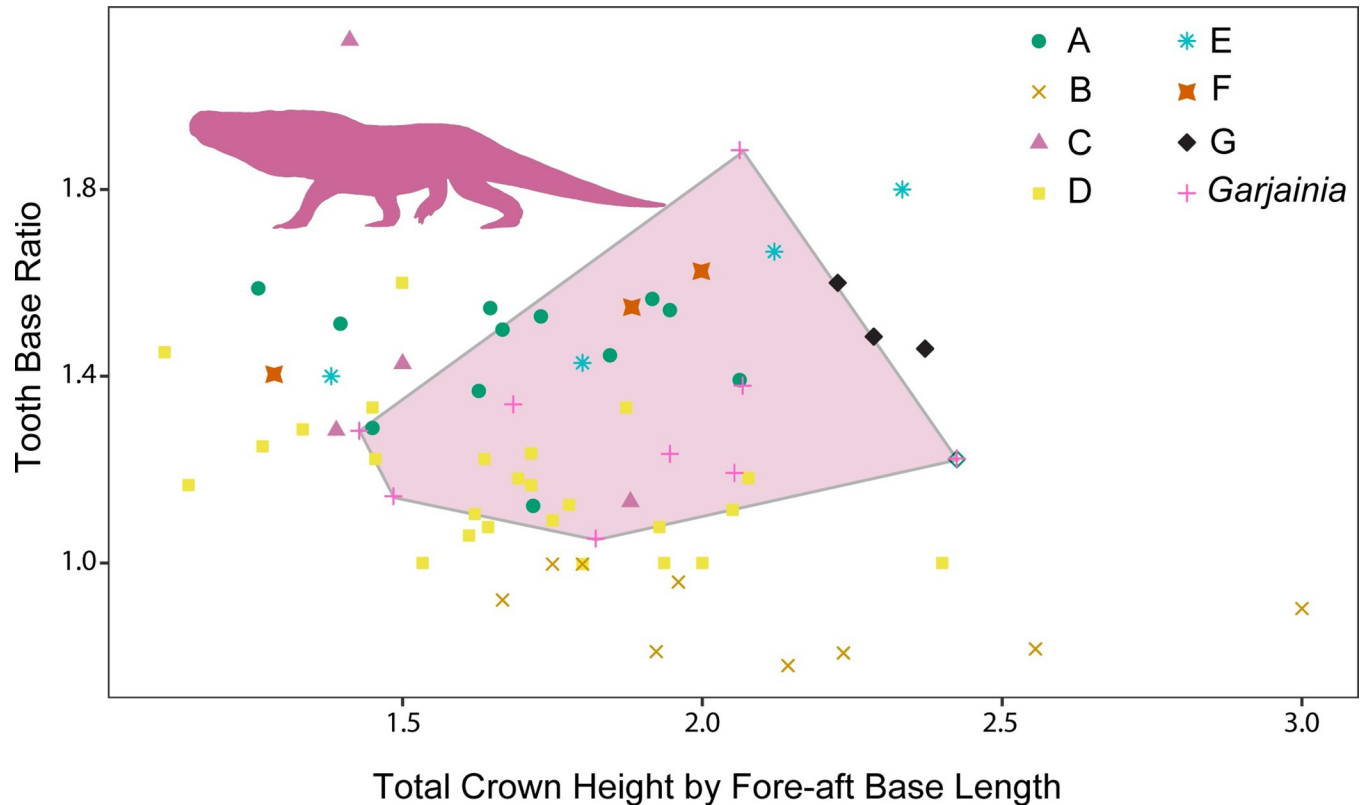 A
E
B
F
C
G
D
Garjainia
1.8
1.4
1.0
Tooth Base Ratio
1.5
2.0
2.5
3.0
Total Crown Height by Fore-aft Base Length